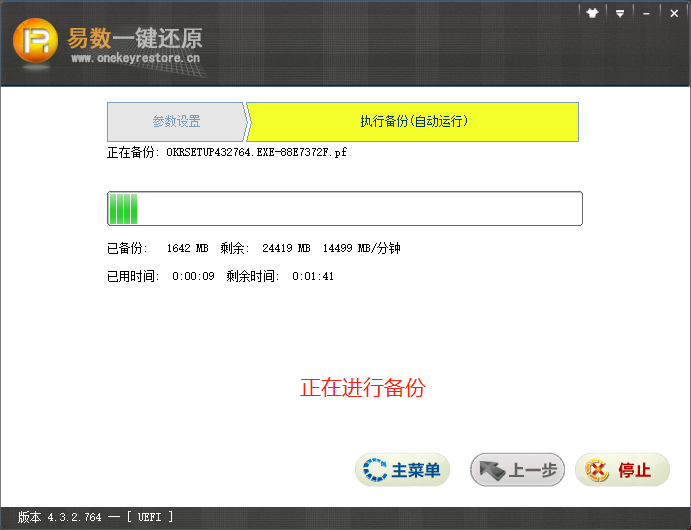 易数一键还原
www.onekeyrestore.cn
参数设置
执行备份(自动运行)
正在备份: OKRSETUP432764.EXE-88E7372F.pf
已备份: 1642 MB 剩余: 24419 MB 14499 MB/分钟
已用时间: 0:00:09 剩余时间: 0:01:41
正在进行备份
主菜单 上一步 停止
版本 4.3.2.764 — [ UEFI ]